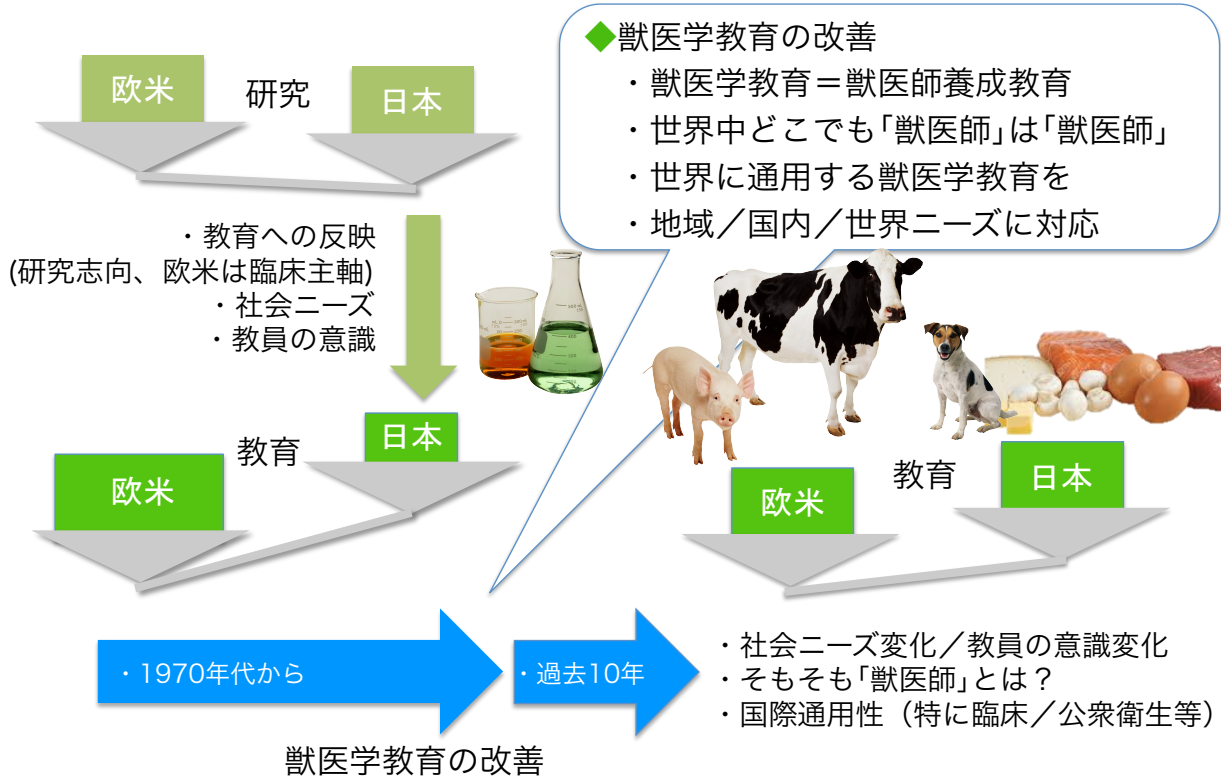 ◆獣医学教育の改善
・獣医学教育＝獣医師養成教育
・世界中どこでも｢獣医師｣は｢獣医師｣
・世界に通用する獣医学教育を
・地域／国内／世界ニーズに対応
欧米
研究
日本
・教育への反映
(研究志向、欧米は臨床主軸)
・社会ニーズ
・教員の意識
欧米
教育
日本
欧米
教育
日本
・1970年代から
・過去10年
・社会ニーズ変化／教員の意識変化
・そもそも｢獣医師｣とは？
・国際通用性（特に臨床／公衆衛生等）
獣医学教育の改善